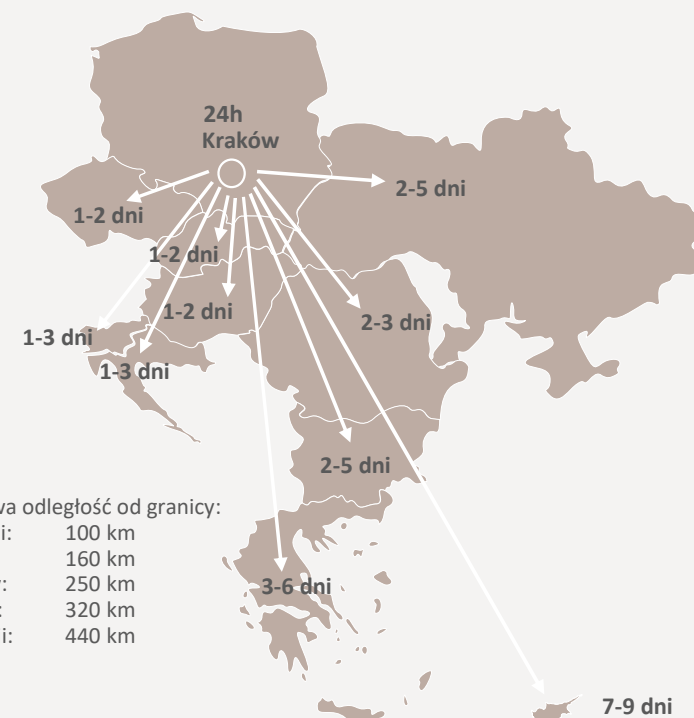 24h
Kraków
2-5 dni
1-2 dni
1-2 dni
1-2 dni
2-3 dni
1-3 dni
1-3 dni
2-5 dni
wa odległość od granicy:
i: 100 km
160 km
y: 250 km
: 320 km
ii: 440 km
3-6 dni
7-9 dni